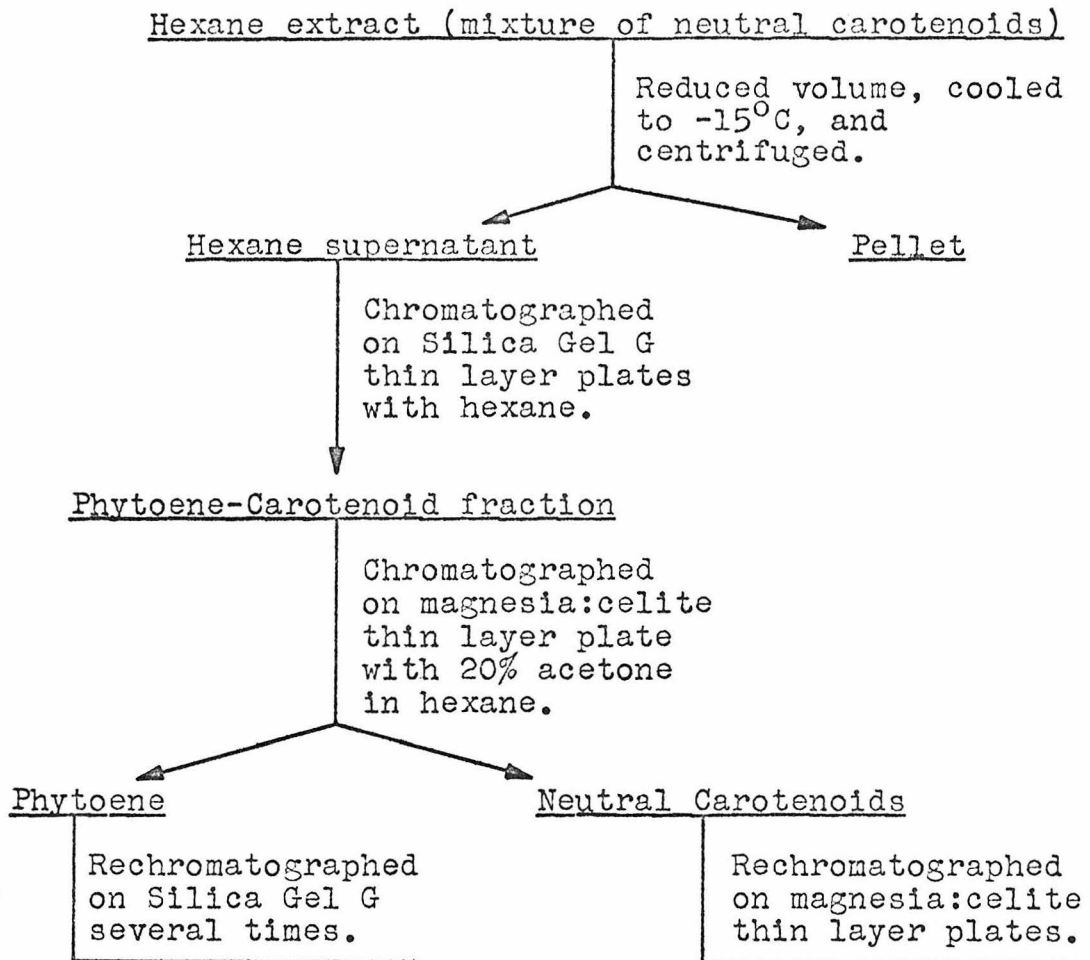 Hexane extract (mixture of neutral carotenoids)
Reduced volume, cooled
to -15°C, and
centrifuged.
Hexane supernatant
Pellet
Chromatographed
on Silica Gel G
thin layer plates
with hexane.
Phytoene-Carotenoid fraction
Chromatographed
on magnesia:celite
thin layer plate
with 20% acetone
in hexane.
Phytoene
Neutral Carotenoids
Rechromatographed
on Silica Gel G
several times.
Rechromatographed
on magnesia:celite
thin layer plates.